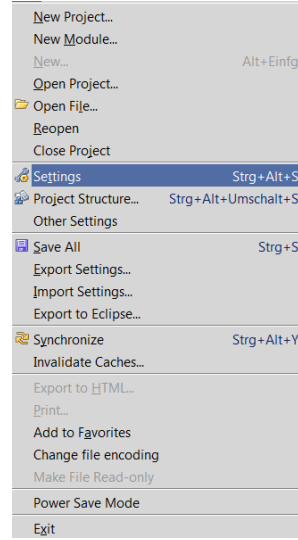 New Project...
New Module...
New... Alt+Einfg
Open Project...
Open File...
Reopen
Close Project
Settings Strg+Alt+S
Project Structure... Strg+Alt+Umschalt+S
Other Settings
Save All Strg+S
Export Settings...
Import Settings...
Export to Eclipse...
Synchronize Strg+Alt+Y
Invalidate Caches...
Export to HTML...
Print...
Add to Favorites
Change file encoding
Make File Read-only
Power Save Mode
Exit